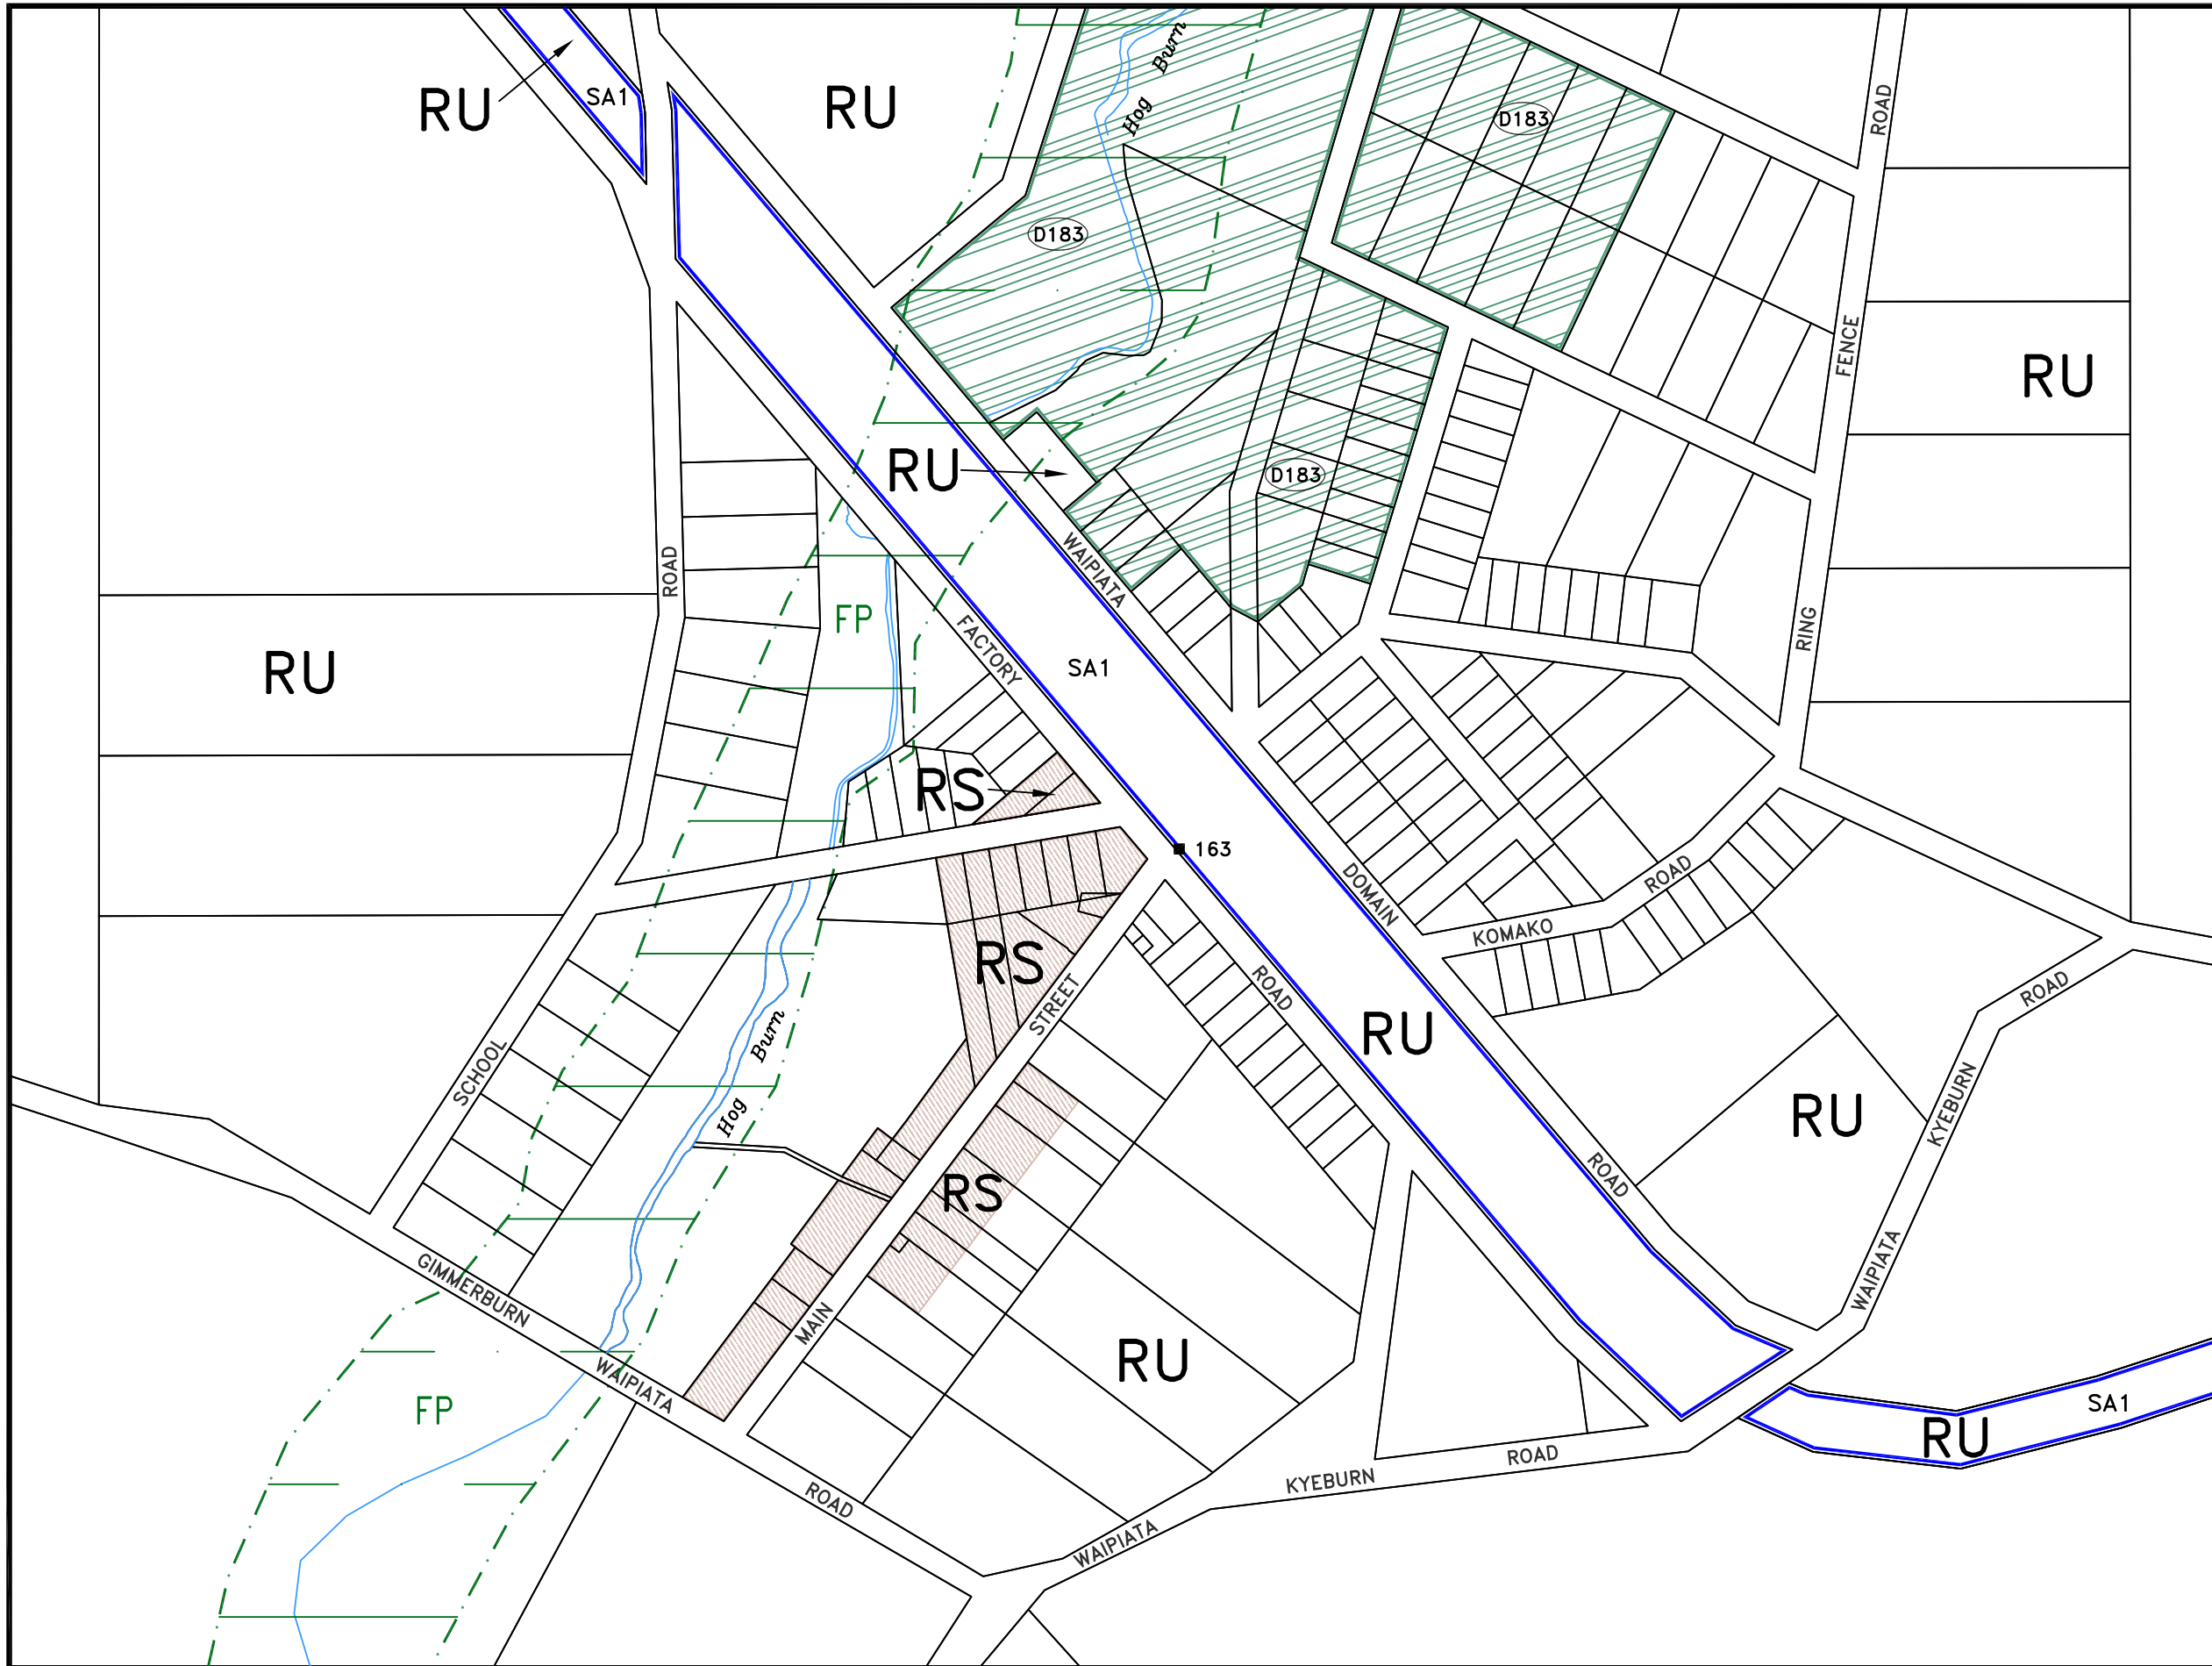 Burn
Hog
RU
SA1
RU
D183
ROAD
D183
FENCE
RU
RU
D183
WAIPIATA
ROAD
FP
FACTORY
RING
RU
SA1
RS
163
DOMAIN
ROAD
KOMAKO
RS
STREET
ROAD
ROAD
RU
Burn
SCHOOL
Hog
KYEBURN
RU
RS
ROAD
GIMMERBURN
WAIPIATA
MAIN
RU
WAIPIATA
FP
SA1
RU
ROAD
KYEBURN
ROAD
WAIPIATA